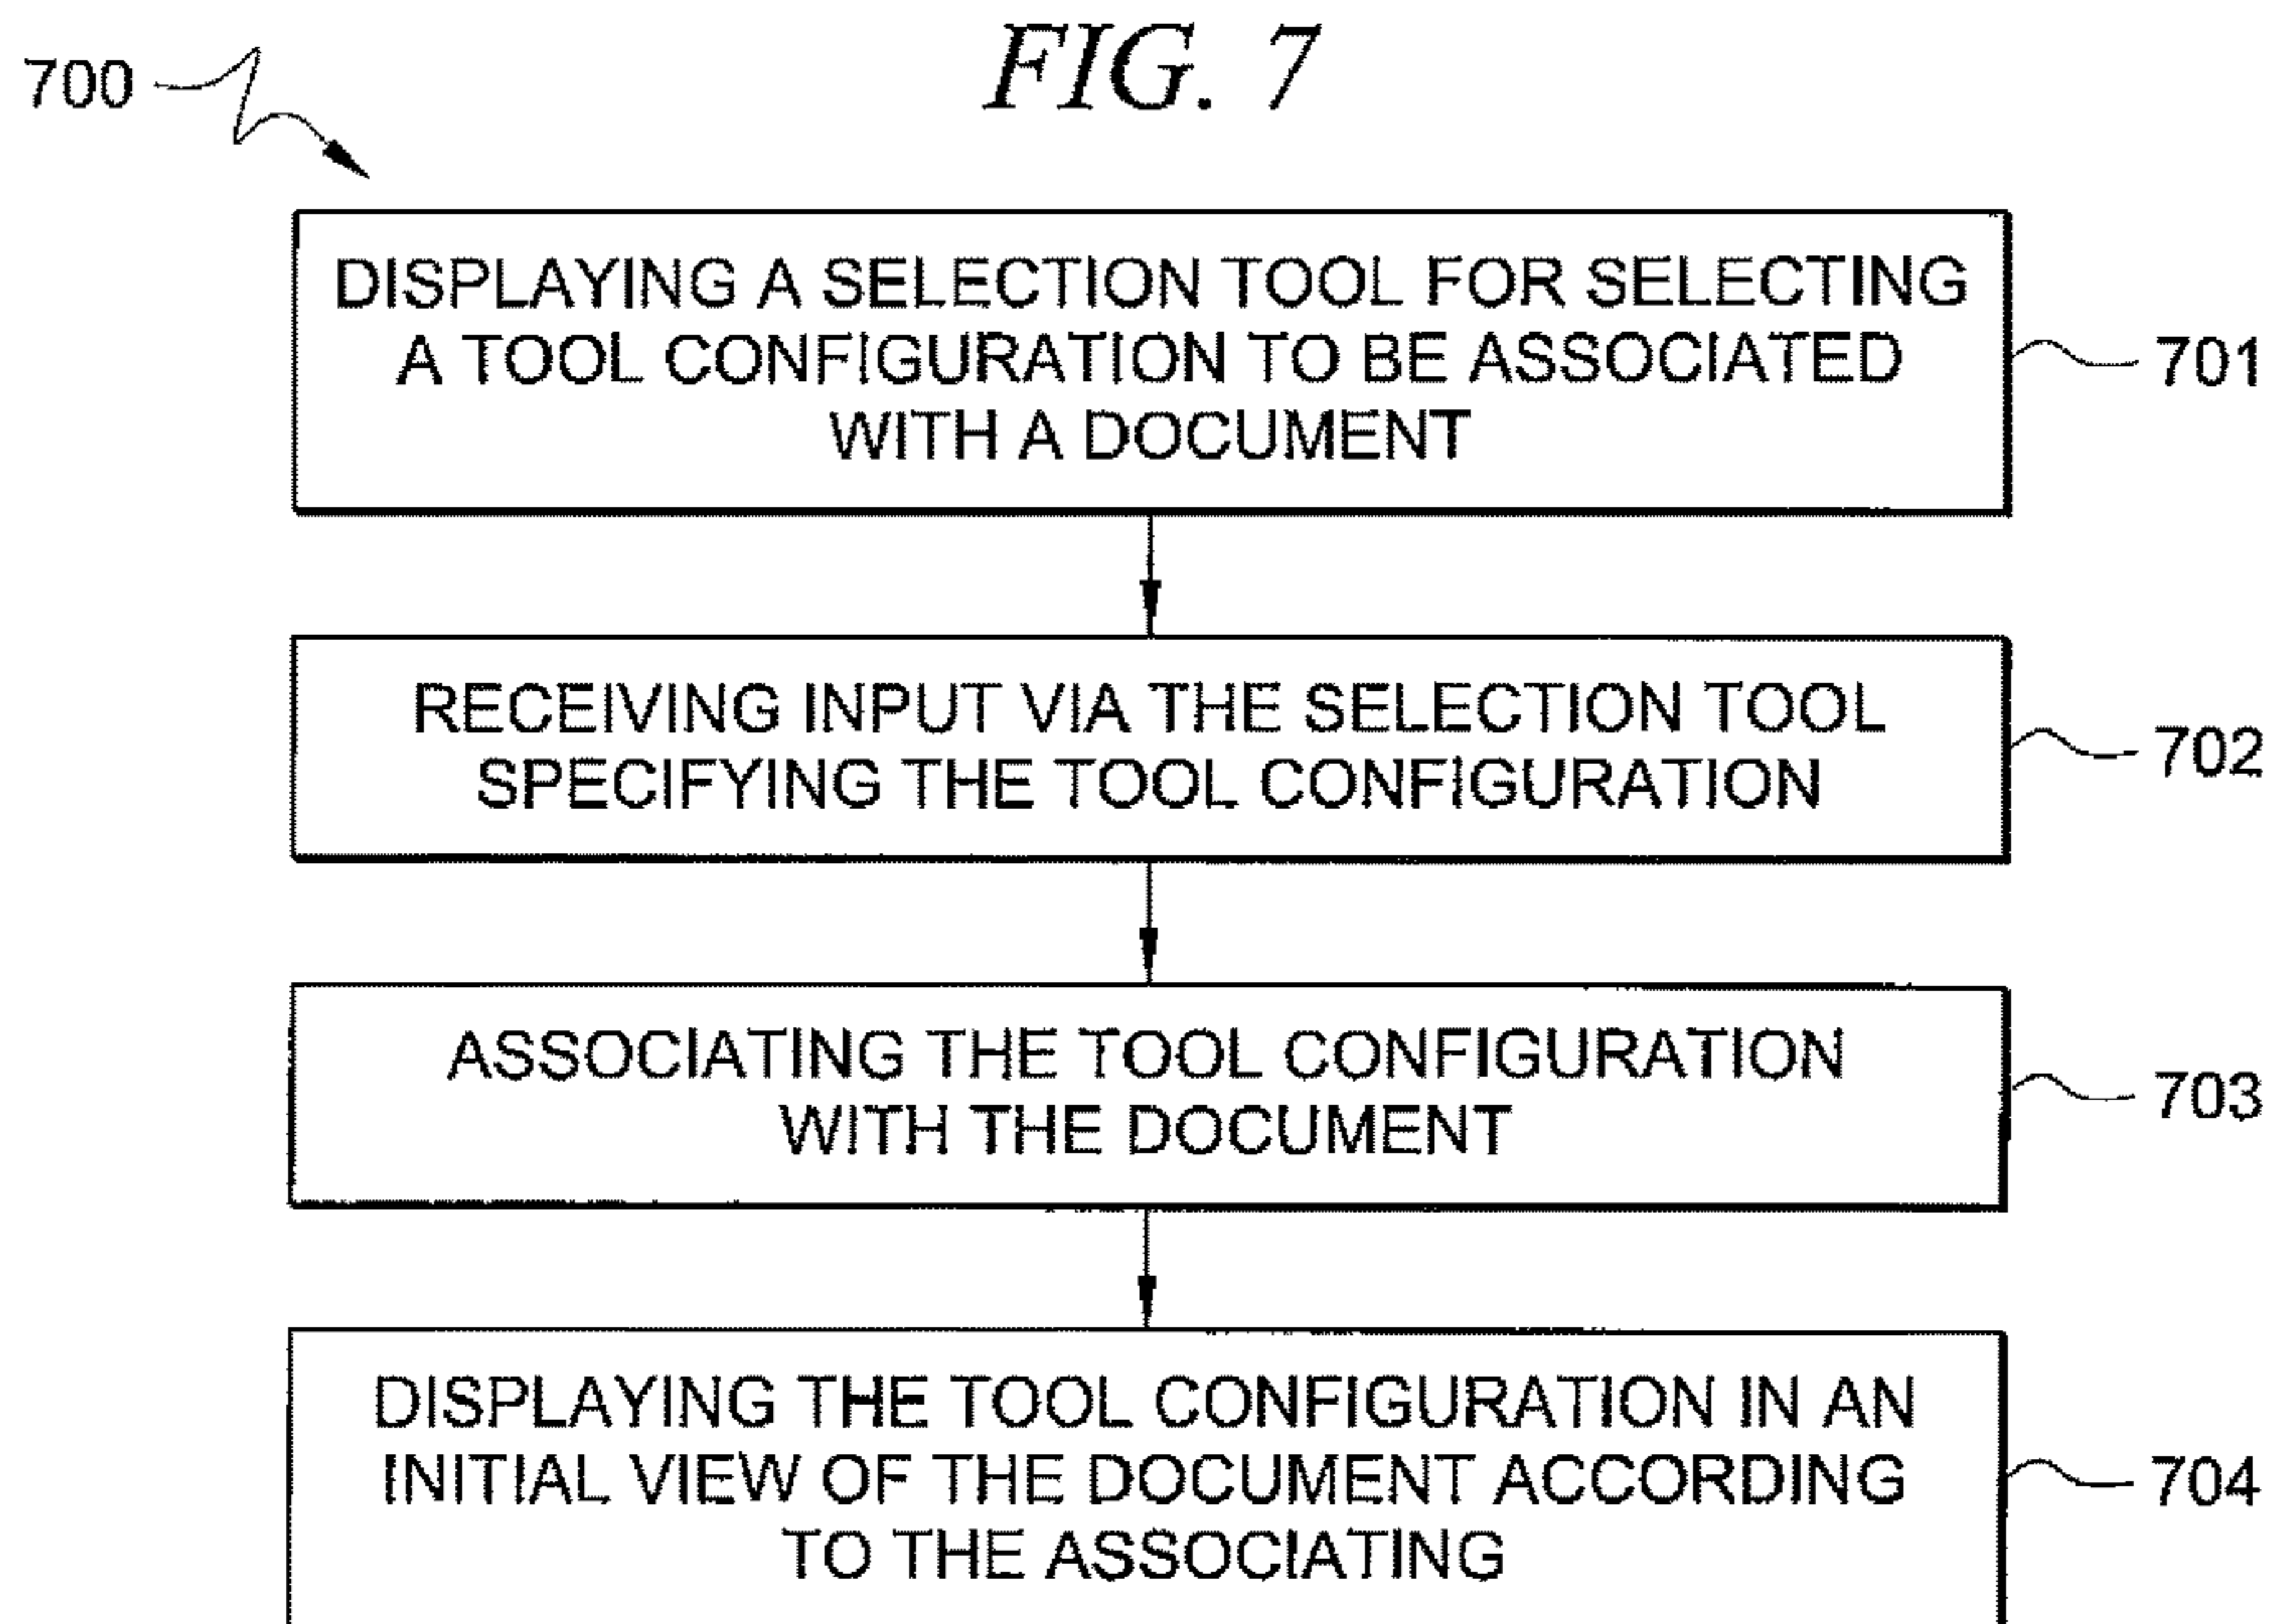 FIG. 7
700
DISPLAYING A SELECTION TOOL FOR SELECTING
A TOOL CONFIGURATION TO BE ASSOCIATED
WITH A DOCUMENT
701
RECEIVING INPUT VIA THE SELECTION TOOL
SPECIFYING THE TOOL CONFIGURATION
702
ASSOCIATING THE TOOL CONFIGURATION
WITH THE DOCUMENT
703
DISPLAYING THE TOOL CONFIGURATION IN AN
INITIAL VIEW OF THE DOCUMENT ACCORDING
TO THE ASSOCIATING
704